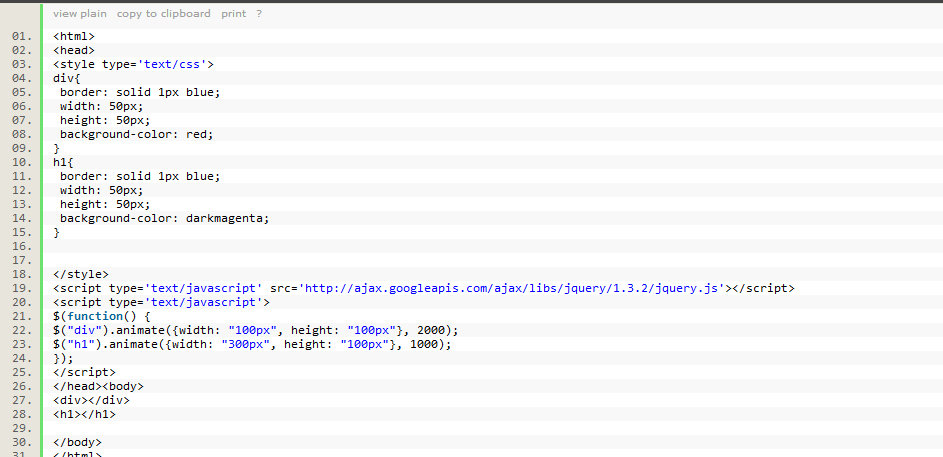 view plain copy to clipboard print ?
01. <html>
02. <head>
03. <style type='text/css'>
04. div{
05.  border: solid 1px blue;
06.  width: 50px;
07.  height: 50px;
08.  background-color: red;
09. }
10. h1{
11.  border: solid 1px blue;
12.  width: 50px;
13.  height: 50px;
14.  background-color: darkmagenta;
15. }
16.
17.
18. </style>
19. <script type='text/javascript' src='http://ajax.googleapis.com/ajax/libs/jquery/1.3.2/jquery.js'></script>
20. <script type='text/javascript'>
21. $(function() {
22. $("div").animate({width: "100px", height: "100px"}, 2000);
23. $("h1").animate({width: "300px", height: "100px"}, 1000);
24. });
25. </script>
26. </head><body>
27. <div></div>
28. <h1></h1>
29.
30. </body>
31. </html>